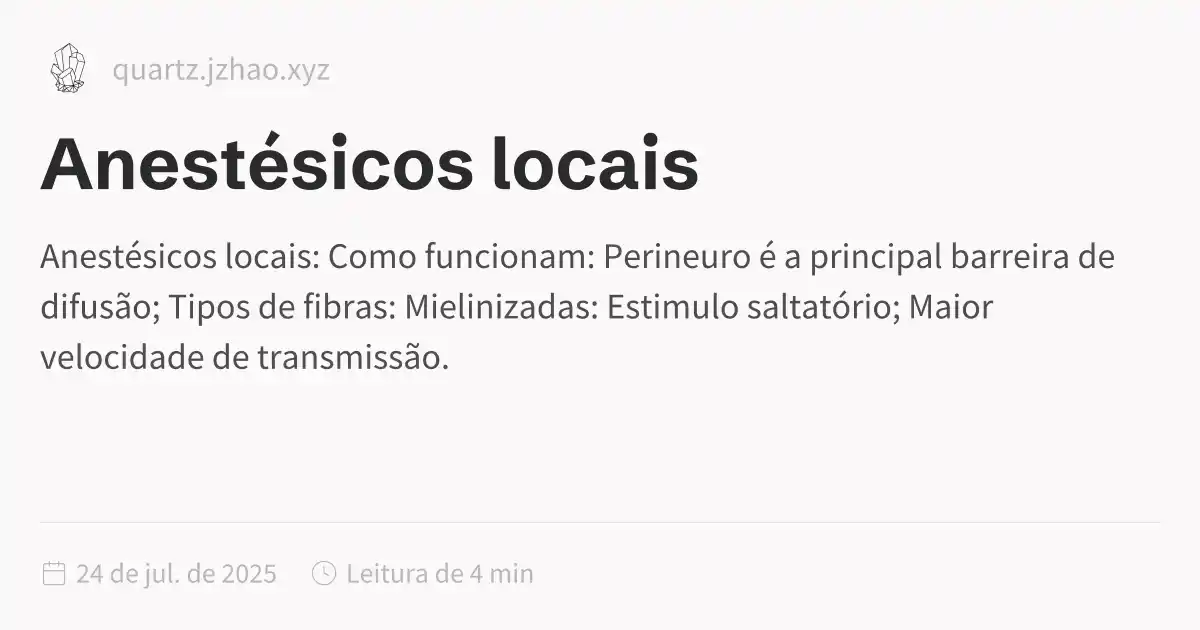 quartz.jzhao.xyz
Anestésicos locais
Anestésicos locais: Como funcionam: Perineuro é a principal barreira de
difusão; Tipos de fibras: Mielinizadas: Estimulo saltatório; Maior
velocidade de transmissão.
24 de jul. de 2025 Leitura de 4 min